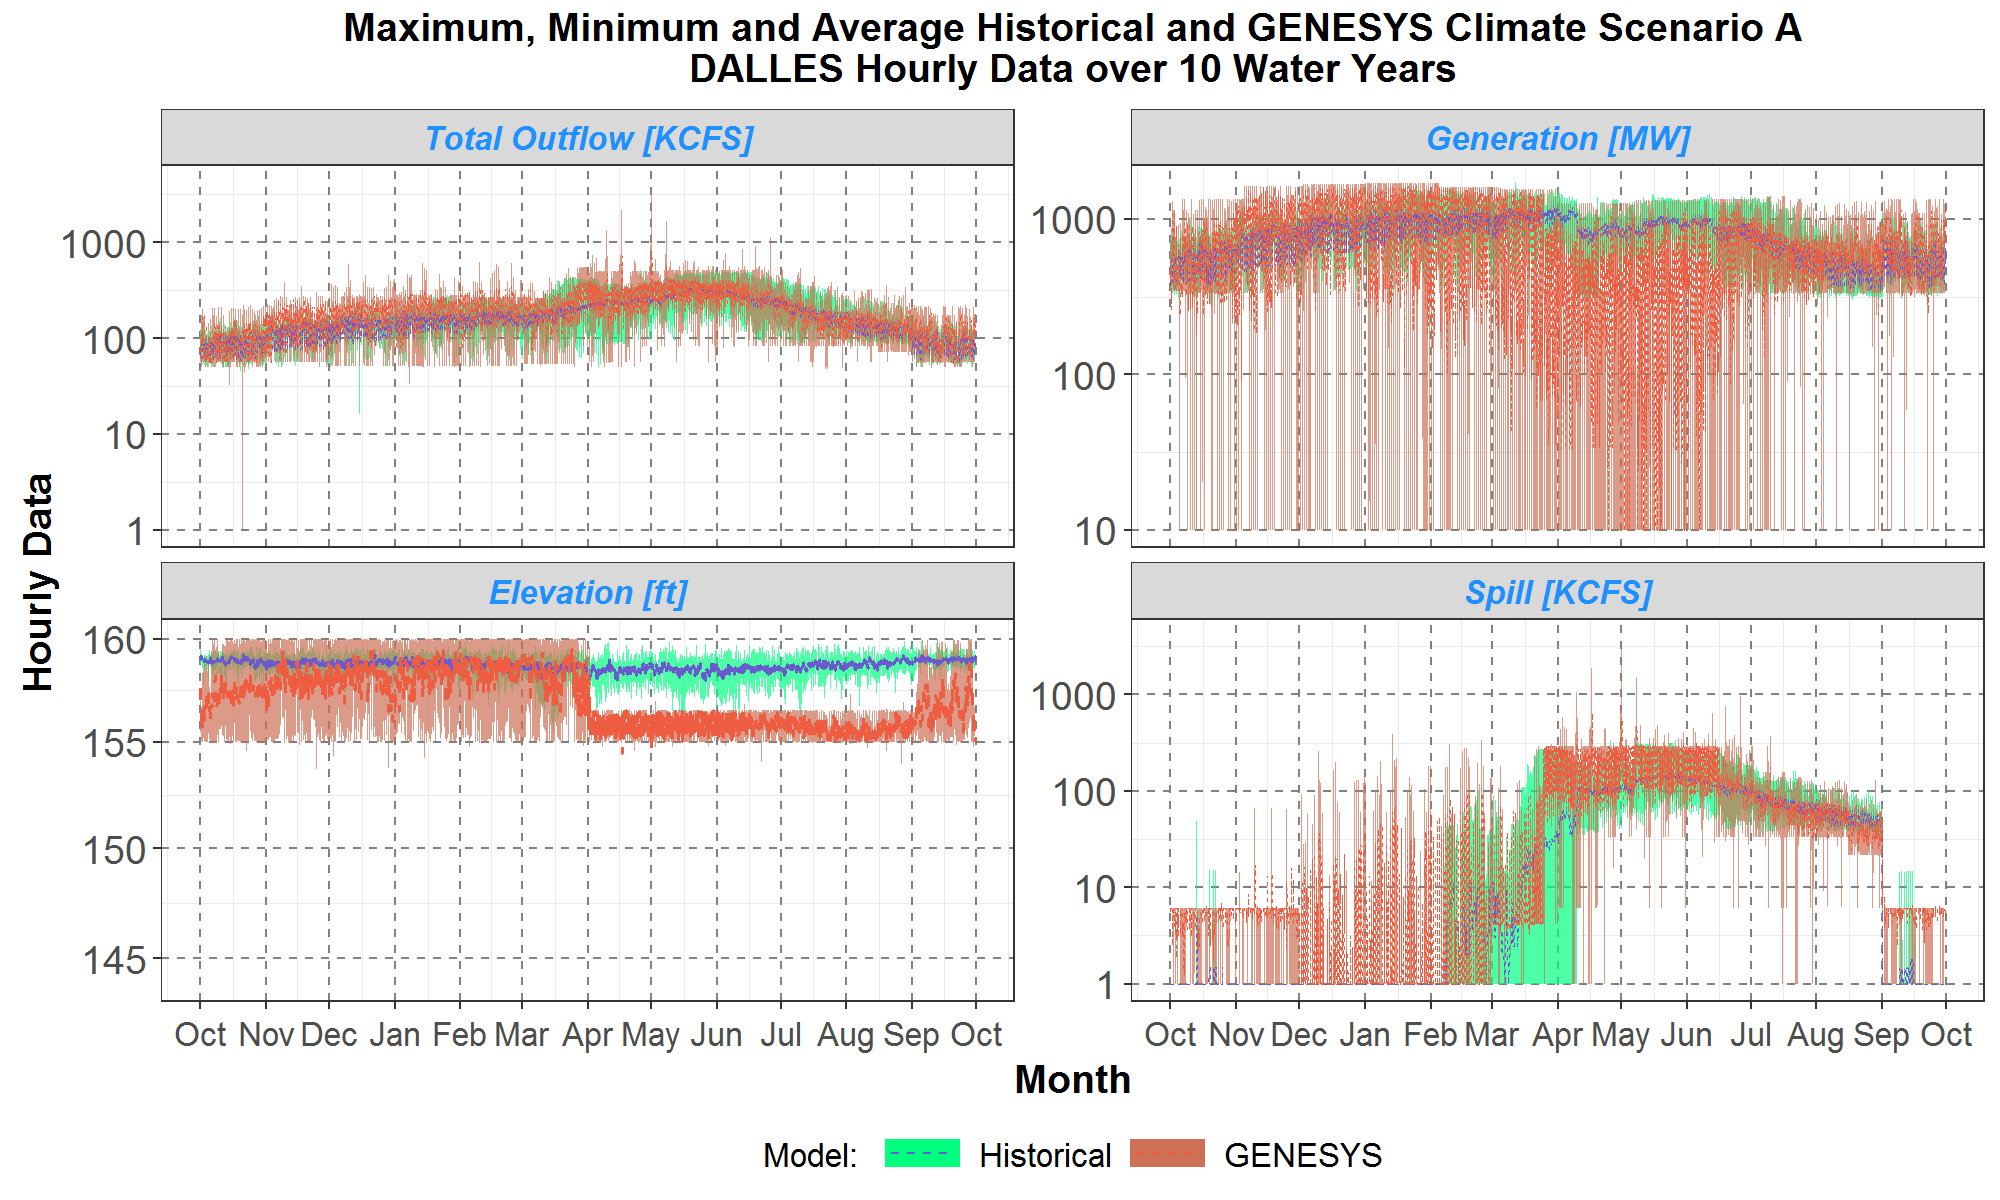 Maximum, Minimum and Average Historical and GENESYS Climate Scenario A
DALLES Hourly Data over 10 Water Years
Total Outflow [KCFS]
Generation [MW]
1000
100
10
1
1000
100
10
Hourly Data
Elevation [ft]
Spill [KCFS]
160
155
150
145
1000
100
10
1
Oct Nov Dec Jan Feb Mar Apr May Jun Jul Aug Sep Oct
Oct Nov Dec Jan Feb Mar Apr May Jun Jul Aug Sep Oct
Month
Model: Historical GENESYS